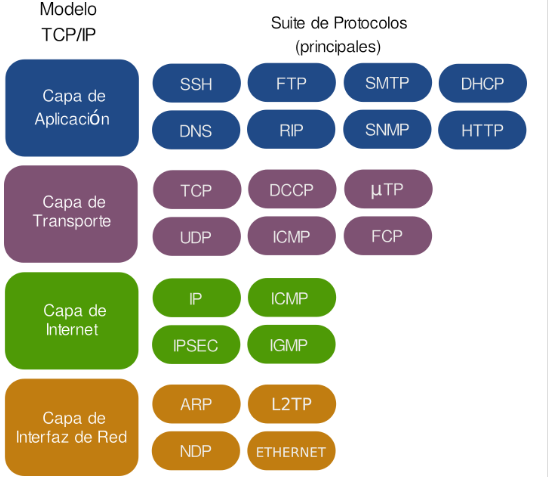 Modelo
TCP/IP
Suite de Protocolos
(principales)
Capa de
Aplicación
SSH FTP SMTP DHCP
DNS RIP SNMP HTTP
Capa de
Transporte
TCP DCCP µTP
UDP ICMP FCP
Capa de
Internet
IP ICMP
IPSEC IGMP
Capa de
Interfaz de Red
ARP L2TP
NDP ETHERNET